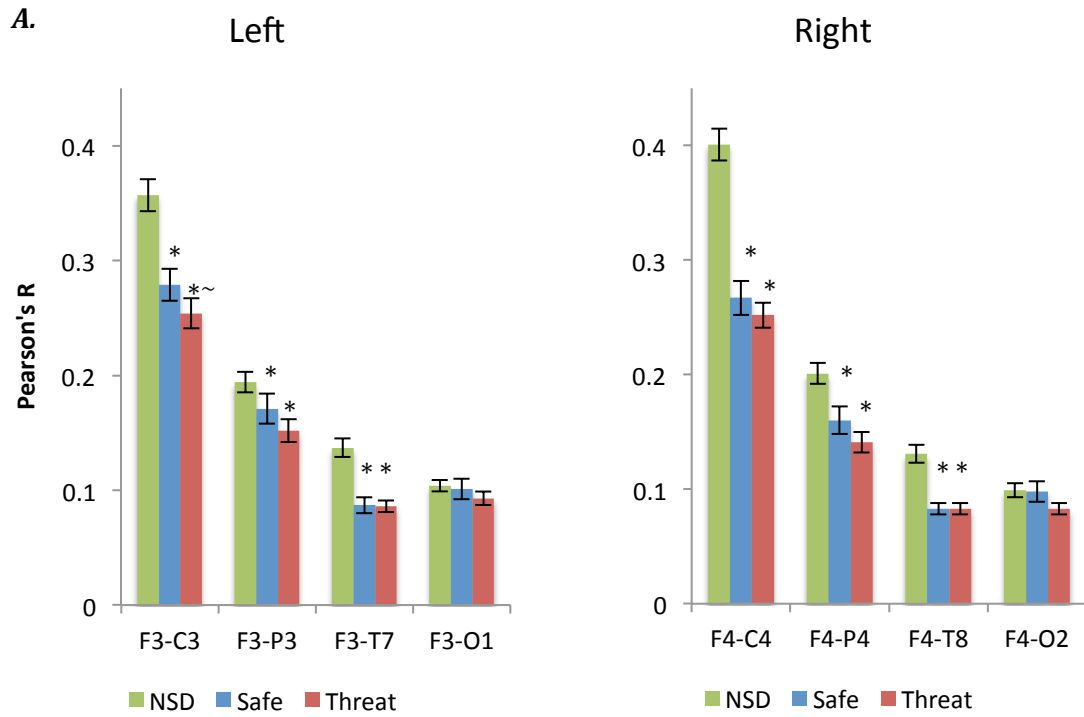 A.
Left
Right
Pearson's R
0.4
0.3
0.2
0.1
0
*
*~
*
*
* *
F3-C3 F3-P3 F3-T7 F3-O1
NSD Safe Threat
0.4
0.3
0.2
0.1
0
*
*
*
*
* *
F4-C4 F4-P4 F4-T8 F4-O2
NSD Safe Threat